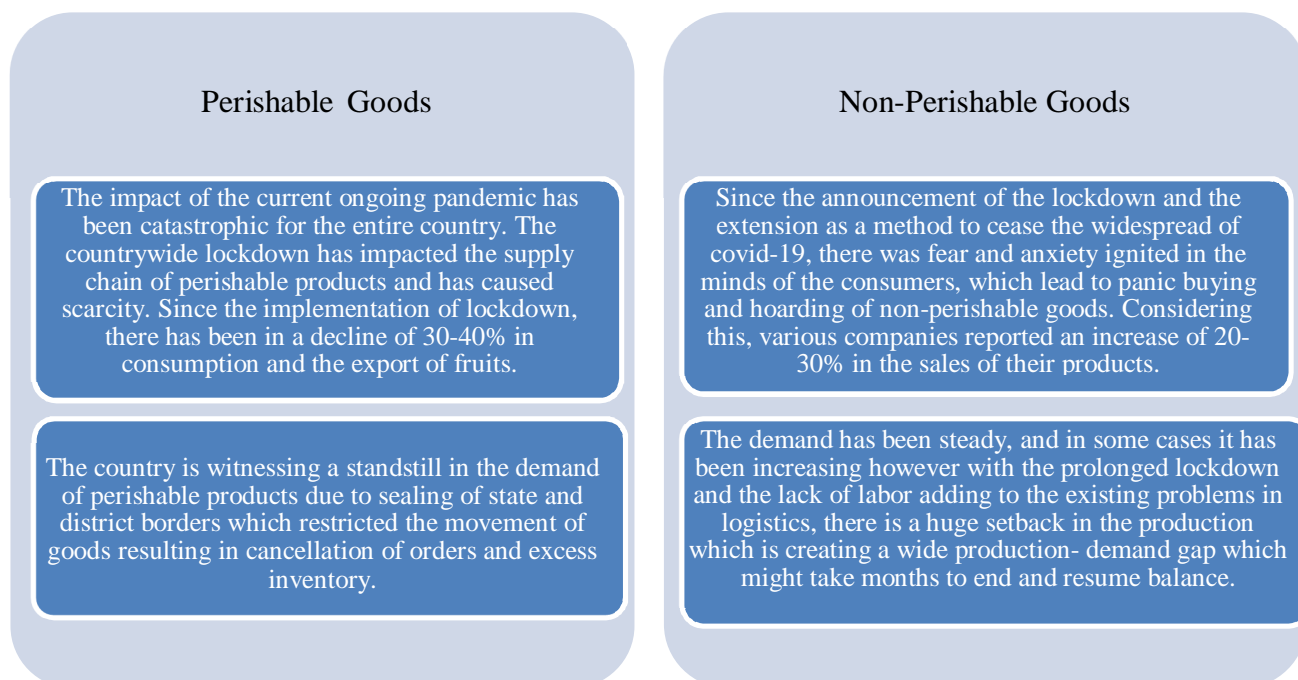 Perishable Goods
The impact of the current ongoing pandemic has
been catastrophic for the entire country. The
countrywide lockdown has impacted the supply
chain of perishable products and has caused
scarcity. Since the implementation of lockdown,
there has been in a decline of 30-40% in
consumption and the export of fruits.
The country is witnessing a standstill in the demand
of perishable products due to sealing of state and
district borders which restricted the movement of
goods resulting in cancellation of orders and excess
inventory.
Non-Perishable Goods
Since the announcement of the lockdown and the
extension as a method to cease the widespread of
covid-19, there was fear and anxiety ignited in the
minds of the consumers, which lead to panic buying
and hoarding of non-perishable goods. Considering
this, various companies reported an increase of 20-
30% in the sales of their products.
The demand has been steady, and in some cases it has
been increasing however with the prolonged lockdown
and the lack of labor adding to the existing problems in
logistics, there is a huge setback in the production
which is creating a wide production- demand gap which
might take months to end and resume balance.